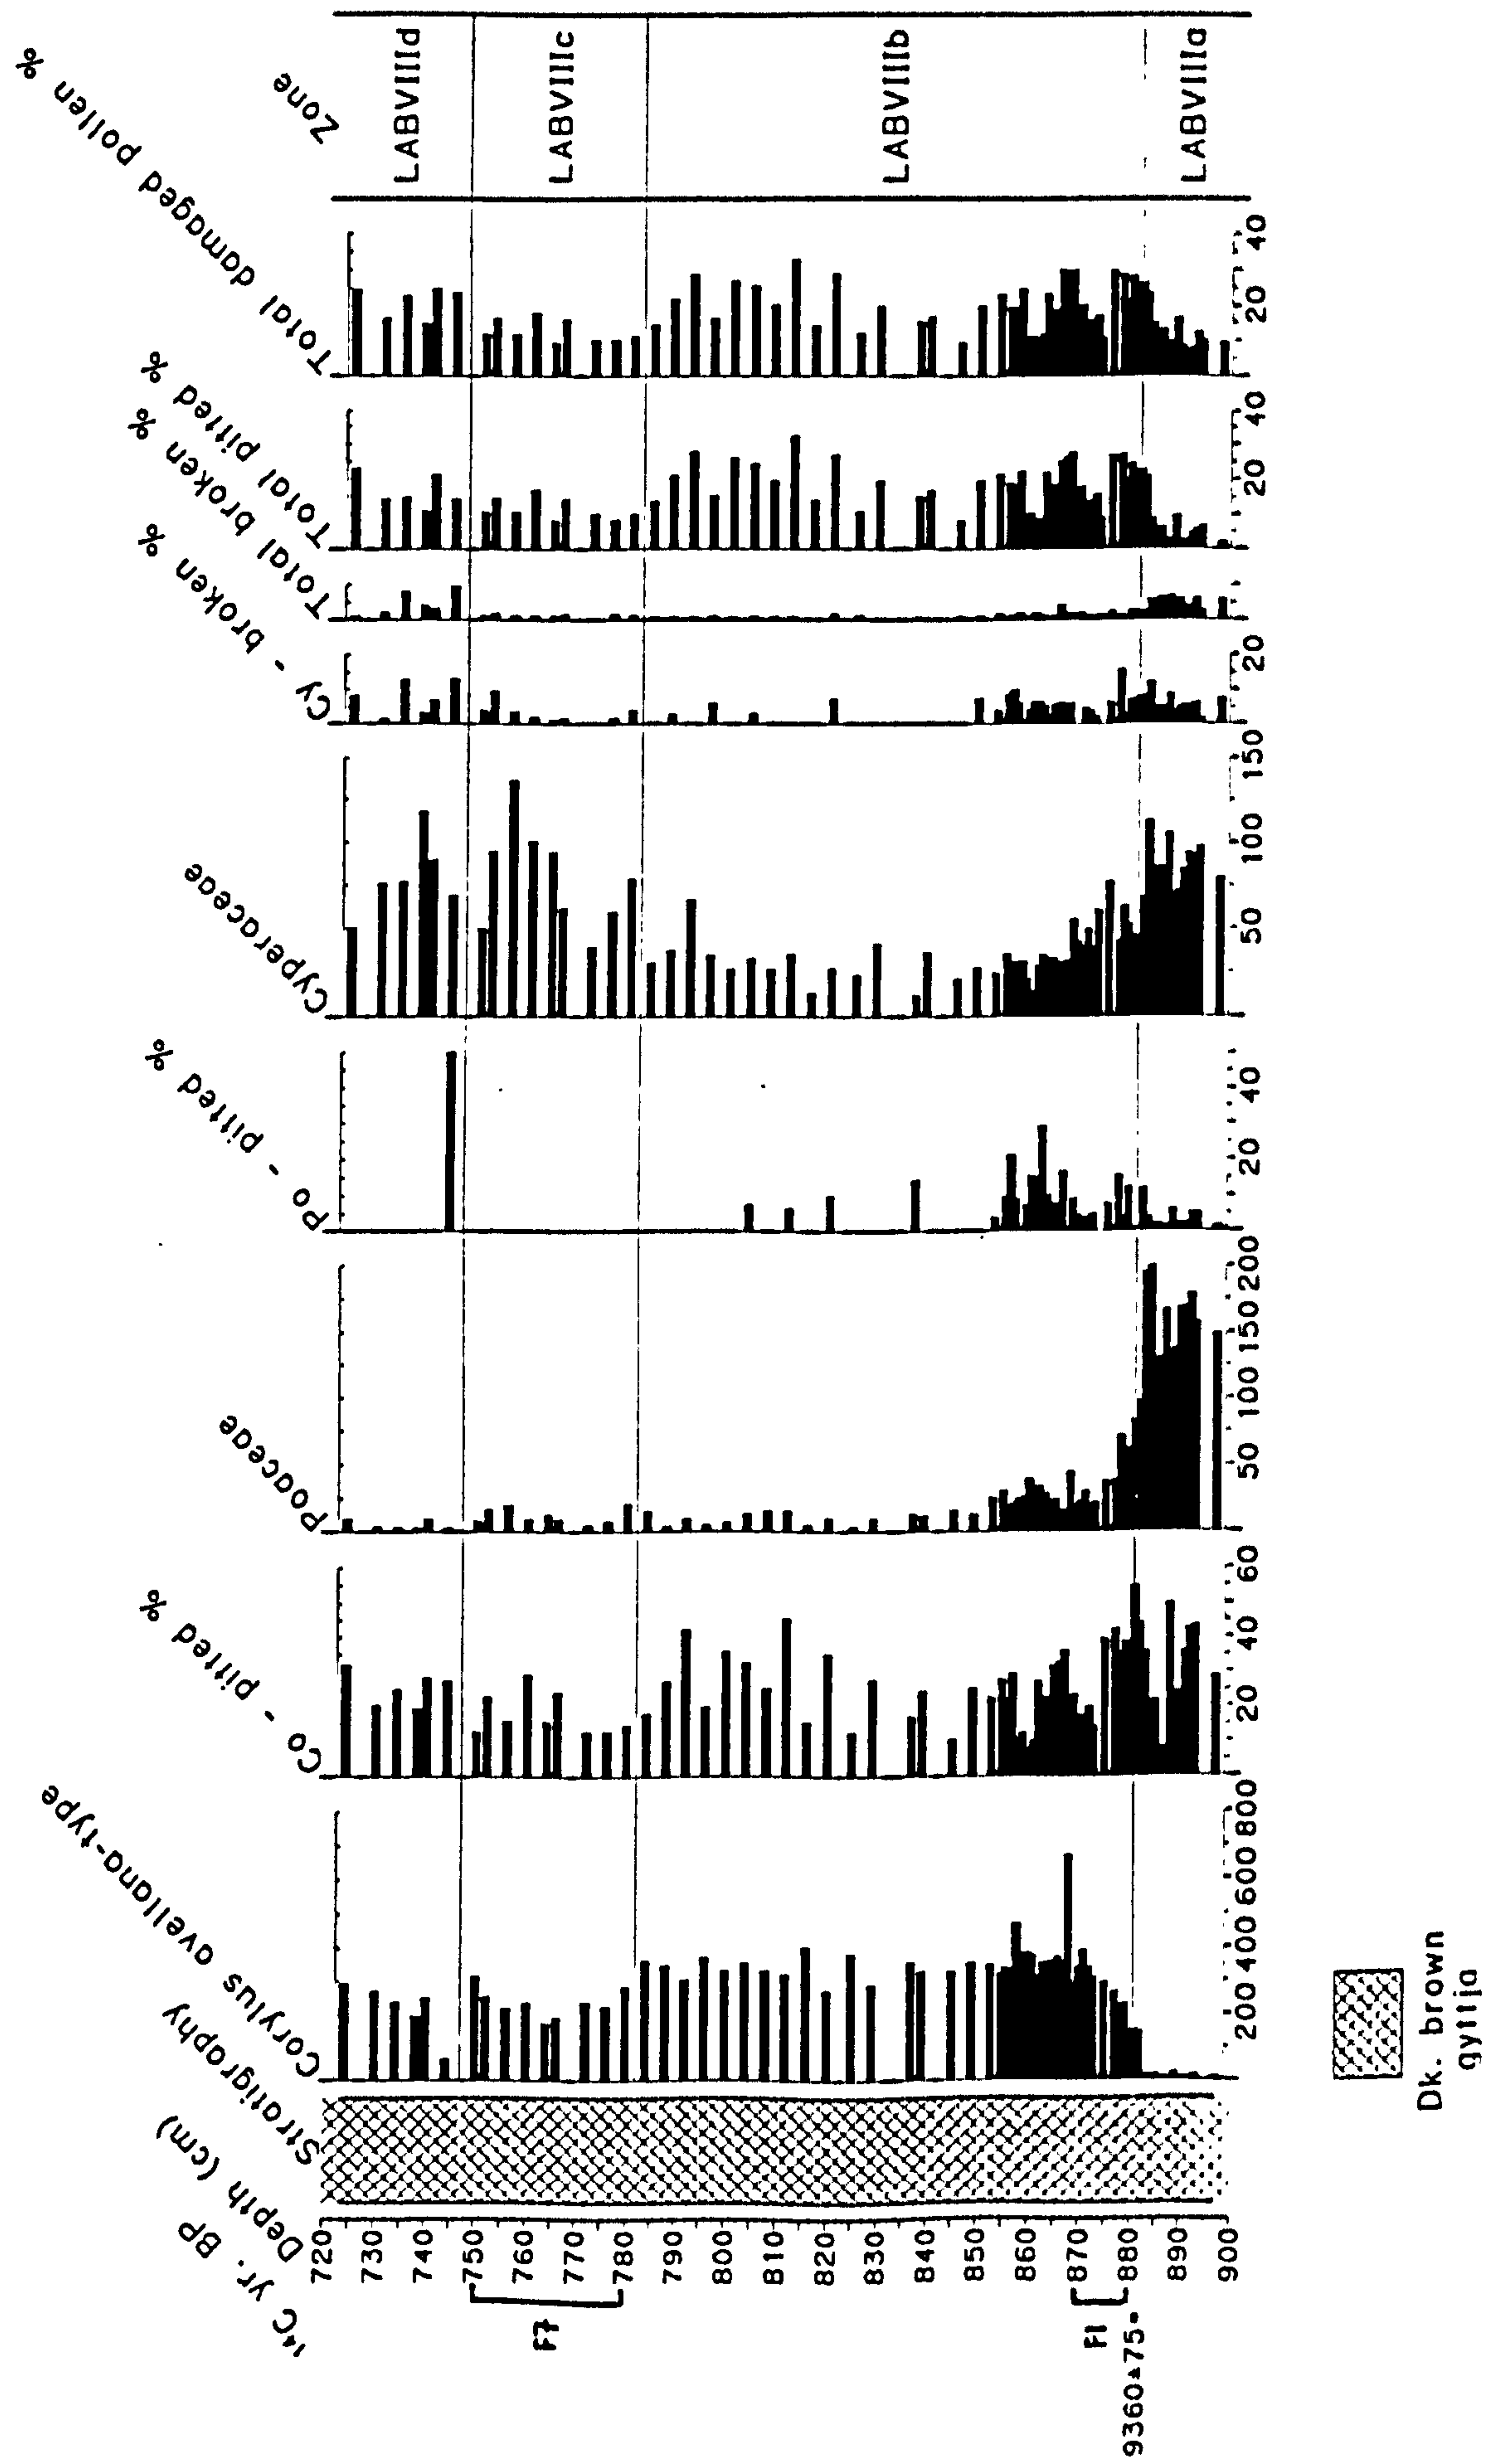 ¹⁴C yr. BP
Depth (cm)
Stratigraphy
Corylus avellana-type
Co - pitted %
Poaceae
Po - pitted %
Cyperaceae
Cy - broken %
Total broken %
Total pitted %
Total damaged pollen %
Zone
LABVIIId
LABVIIIc
LABVIIIb
LABVIIIa
720
730
740
750
760
770
780
790
800
810
820
830
840
850
860
870
880
890
900
F7
F1
9360±75-
200 400 600 800
20 40 60
50 100 150 200
20 40
50 100 150
20
20 40
20 40
Dk. brown
gyttja